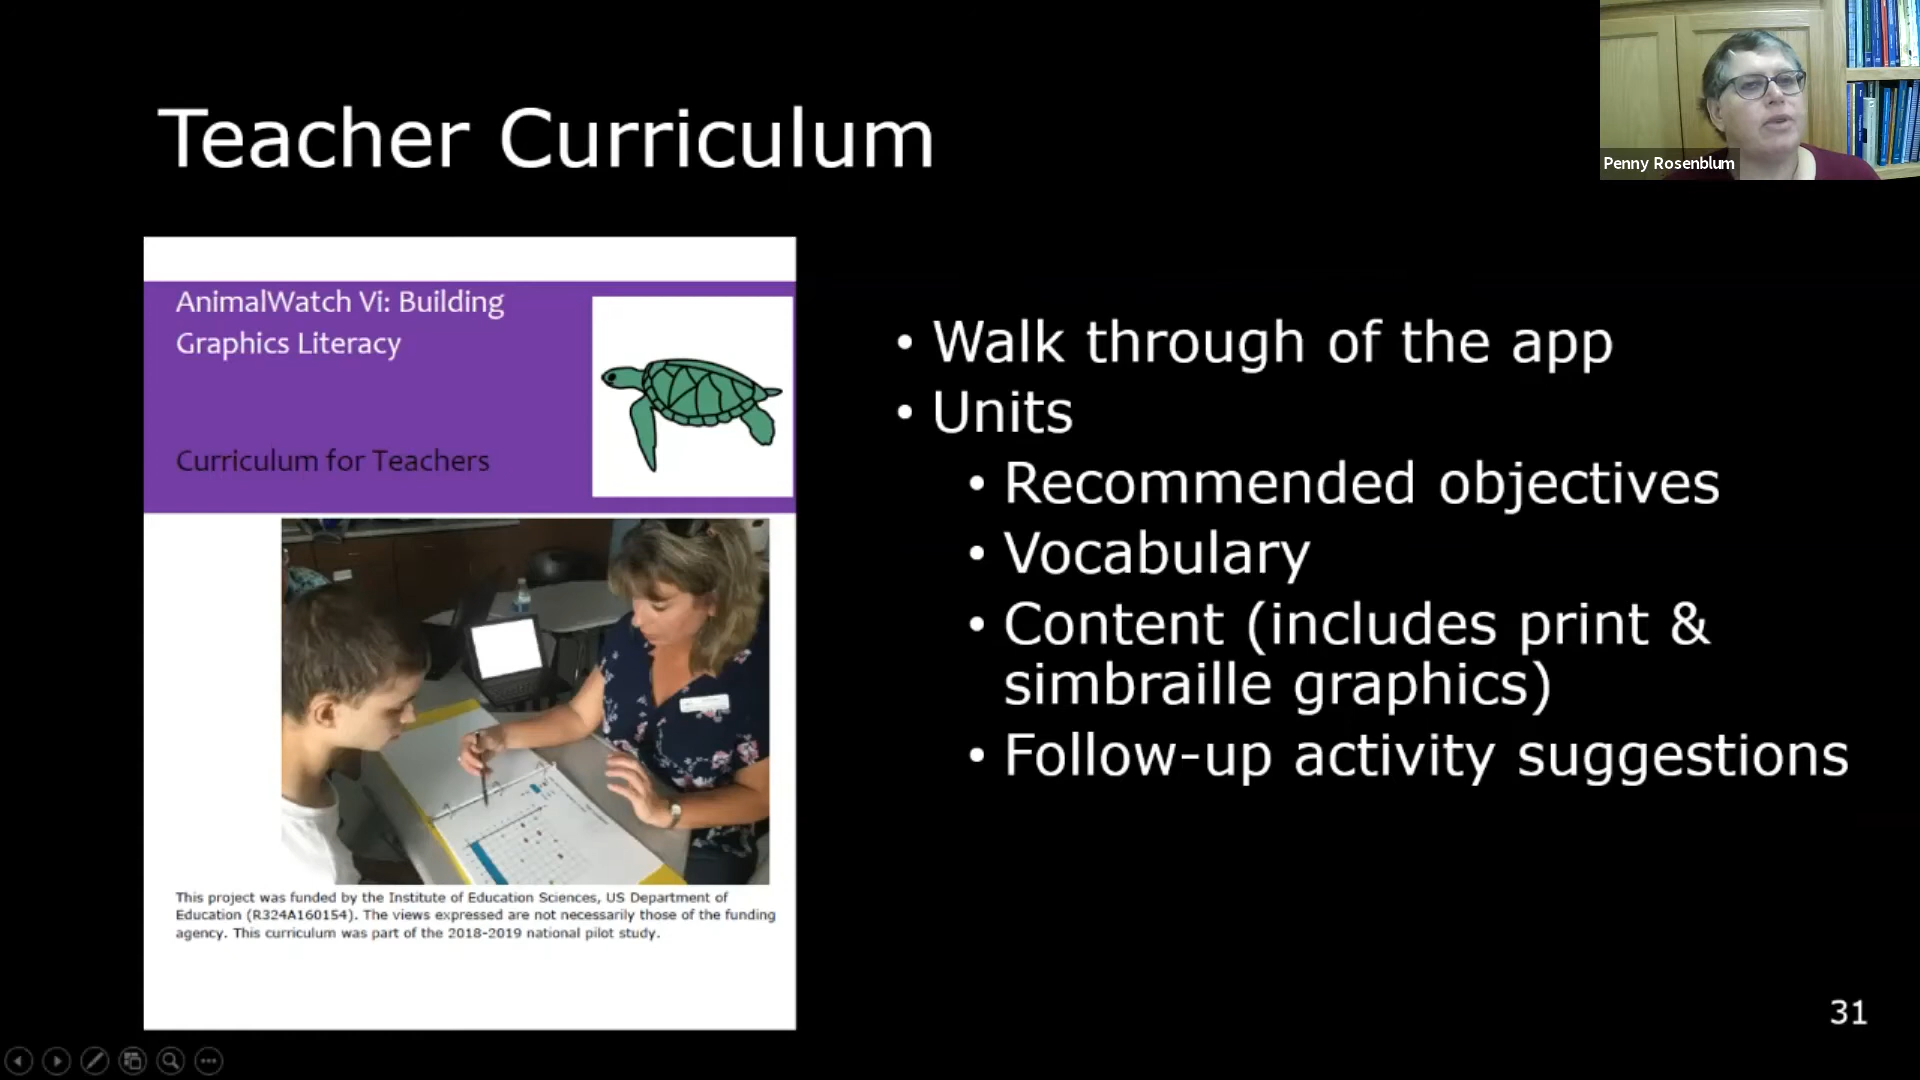 Teacher Curriculum
Penny Rosenblum
AnimalWatch Vi: Building
Graphics Literacy
Curriculum for Teachers
This project was funded by the Institute of Education Sciences, US Department of
Education (R324A160154). The views expressed are not necessarily those of the funding
agency. This curriculum was part of the 2018-2019 national pilot study.
• Walk through of the app
• Units
• Recommended objectives
• Vocabulary
• Content (includes print &
simbraille graphics)
• Follow-up activity suggestions
31